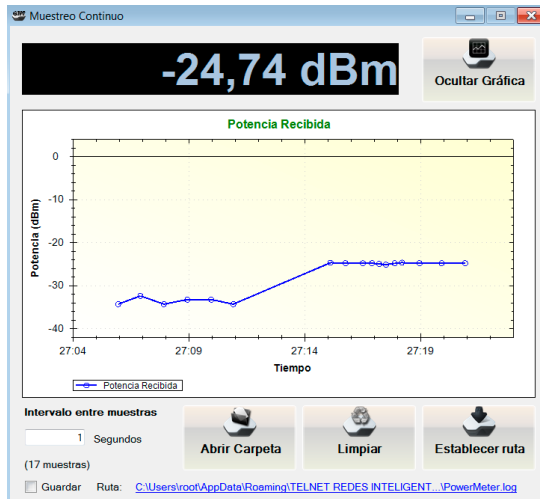 Muestreo Continuo
-24,74 dBm
Ocultar Gráfica
Potencia Recibida
Potencia (dBm)
0
-10
-20
-30
-40
27:04
27:09
27:14
27:19
Tiempo
Potencia Recibida
Intervalo entre muestras
1 Segundos
(17 muestras)
Abrir Carpeta
Limpiar
Establecer ruta
Guardar Ruta: C:\Users\root\AppData\Roaming\TELNET REDES INTELIGENT...\PowerMeter.log